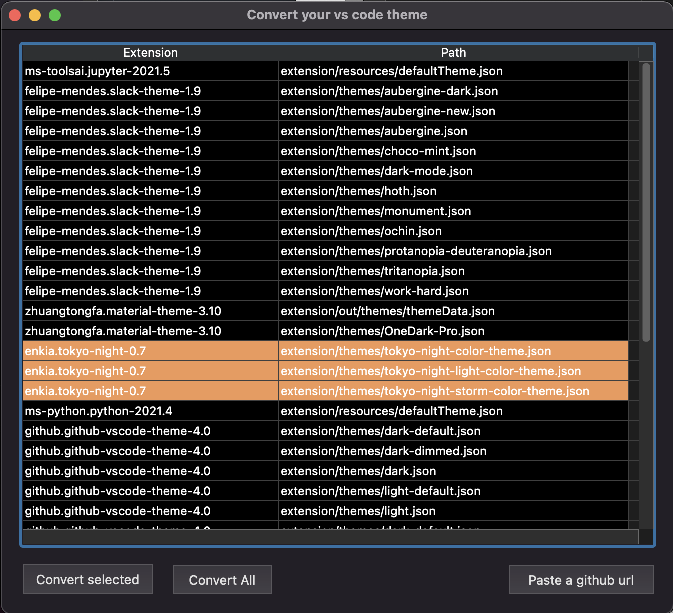 Convert your vs code theme
Extension Path
ms-toolsai.jupyter-2021.5 extension/resources/defaultTheme.json
felipe-mendes.slack-theme-1.9 extension/themes/aubergine-dark.json
felipe-mendes.slack-theme-1.9 extension/themes/aubergine-new.json
felipe-mendes.slack-theme-1.9 extension/themes/aubergine.json
felipe-mendes.slack-theme-1.9 extension/themes/choco-mint.json
felipe-mendes.slack-theme-1.9 extension/themes/dark-mode.json
felipe-mendes.slack-theme-1.9 extension/themes/hoth.json
felipe-mendes.slack-theme-1.9 extension/themes/monument.json
felipe-mendes.slack-theme-1.9 extension/themes/ochin.json
felipe-mendes.slack-theme-1.9 extension/themes/protanopia-deuteranopia.json
felipe-mendes.slack-theme-1.9 extension/themes/tritanopia.json
felipe-mendes.slack-theme-1.9 extension/themes/work-hard.json
zhuangtongfa.material-theme-3.10 extension/out/themes/themeData.json
zhuangtongfa.material-theme-3.10 extension/themes/OneDark-Pro.json
enkia.tokyo-night-0.7 extension/themes/tokyo-night-color-theme.json
enkia.tokyo-night-0.7 extension/themes/tokyo-night-light-color-theme.json
enkia.tokyo-night-0.7 extension/themes/tokyo-night-storm-color-theme.json
ms-python.python-2021.4 extension/resources/defaultTheme.json
github.github-vscode-theme-4.0 extension/themes/dark-default.json
github.github-vscode-theme-4.0 extension/themes/dark-dimmed.json
github.github-vscode-theme-4.0 extension/themes/dark.json
github.github-vscode-theme-4.0 extension/themes/light-default.json
github.github-vscode-theme-4.0 extension/themes/light.json
github.github-vscode-theme-4.0 extension/themes/dark-default.json
Convert selected Convert All Paste a github url